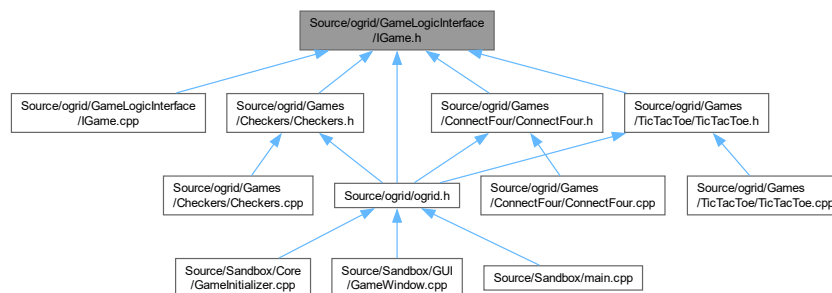 Source/ogrid/GameLogicInterface
/IGame.h
Source/ogrid/GameLogicInterface
/IGame.cpp
Source/ogrid/Games
/Checkers/Checkers.h
Source/ogrid/Games
/ConnectFour/ConnectFour.h
Source/ogrid/Games
/TicTacToe/TicTacToe.h
Source/ogrid/Games
/Checkers/Checkers.cpp
Source/ogrid/ogrid.h
Source/ogrid/Games
/ConnectFour/ConnectFour.cpp
Source/ogrid/Games
/TicTacToe/TicTacToe.cpp
Source/Sandbox/Core
/GameInitializer.cpp
Source/Sandbox/GUI
/GameWindow.cpp
Source/Sandbox/main.cpp